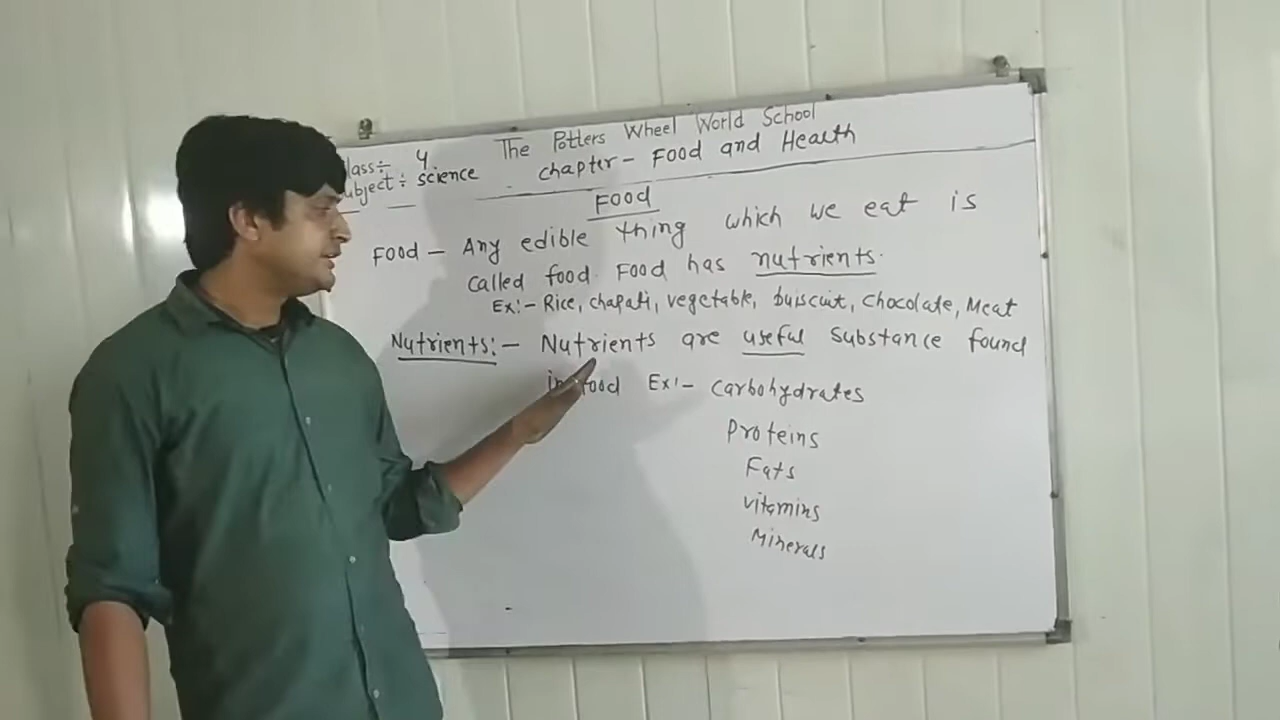 The Potters Wheel World School
lass÷ 4
ubject÷ science chapter- Food and Health
Food
Food - Any edible thing which we eat is
called food. Food has nutrients.
Ex:- Rice, chapati, vegetable, buiscuit, Chocolate, Meat
Nutrients:- Nutrients are useful substance found
in food Ex:- Carbohydrates
Proteins
Fats
Vitamins
Minerals